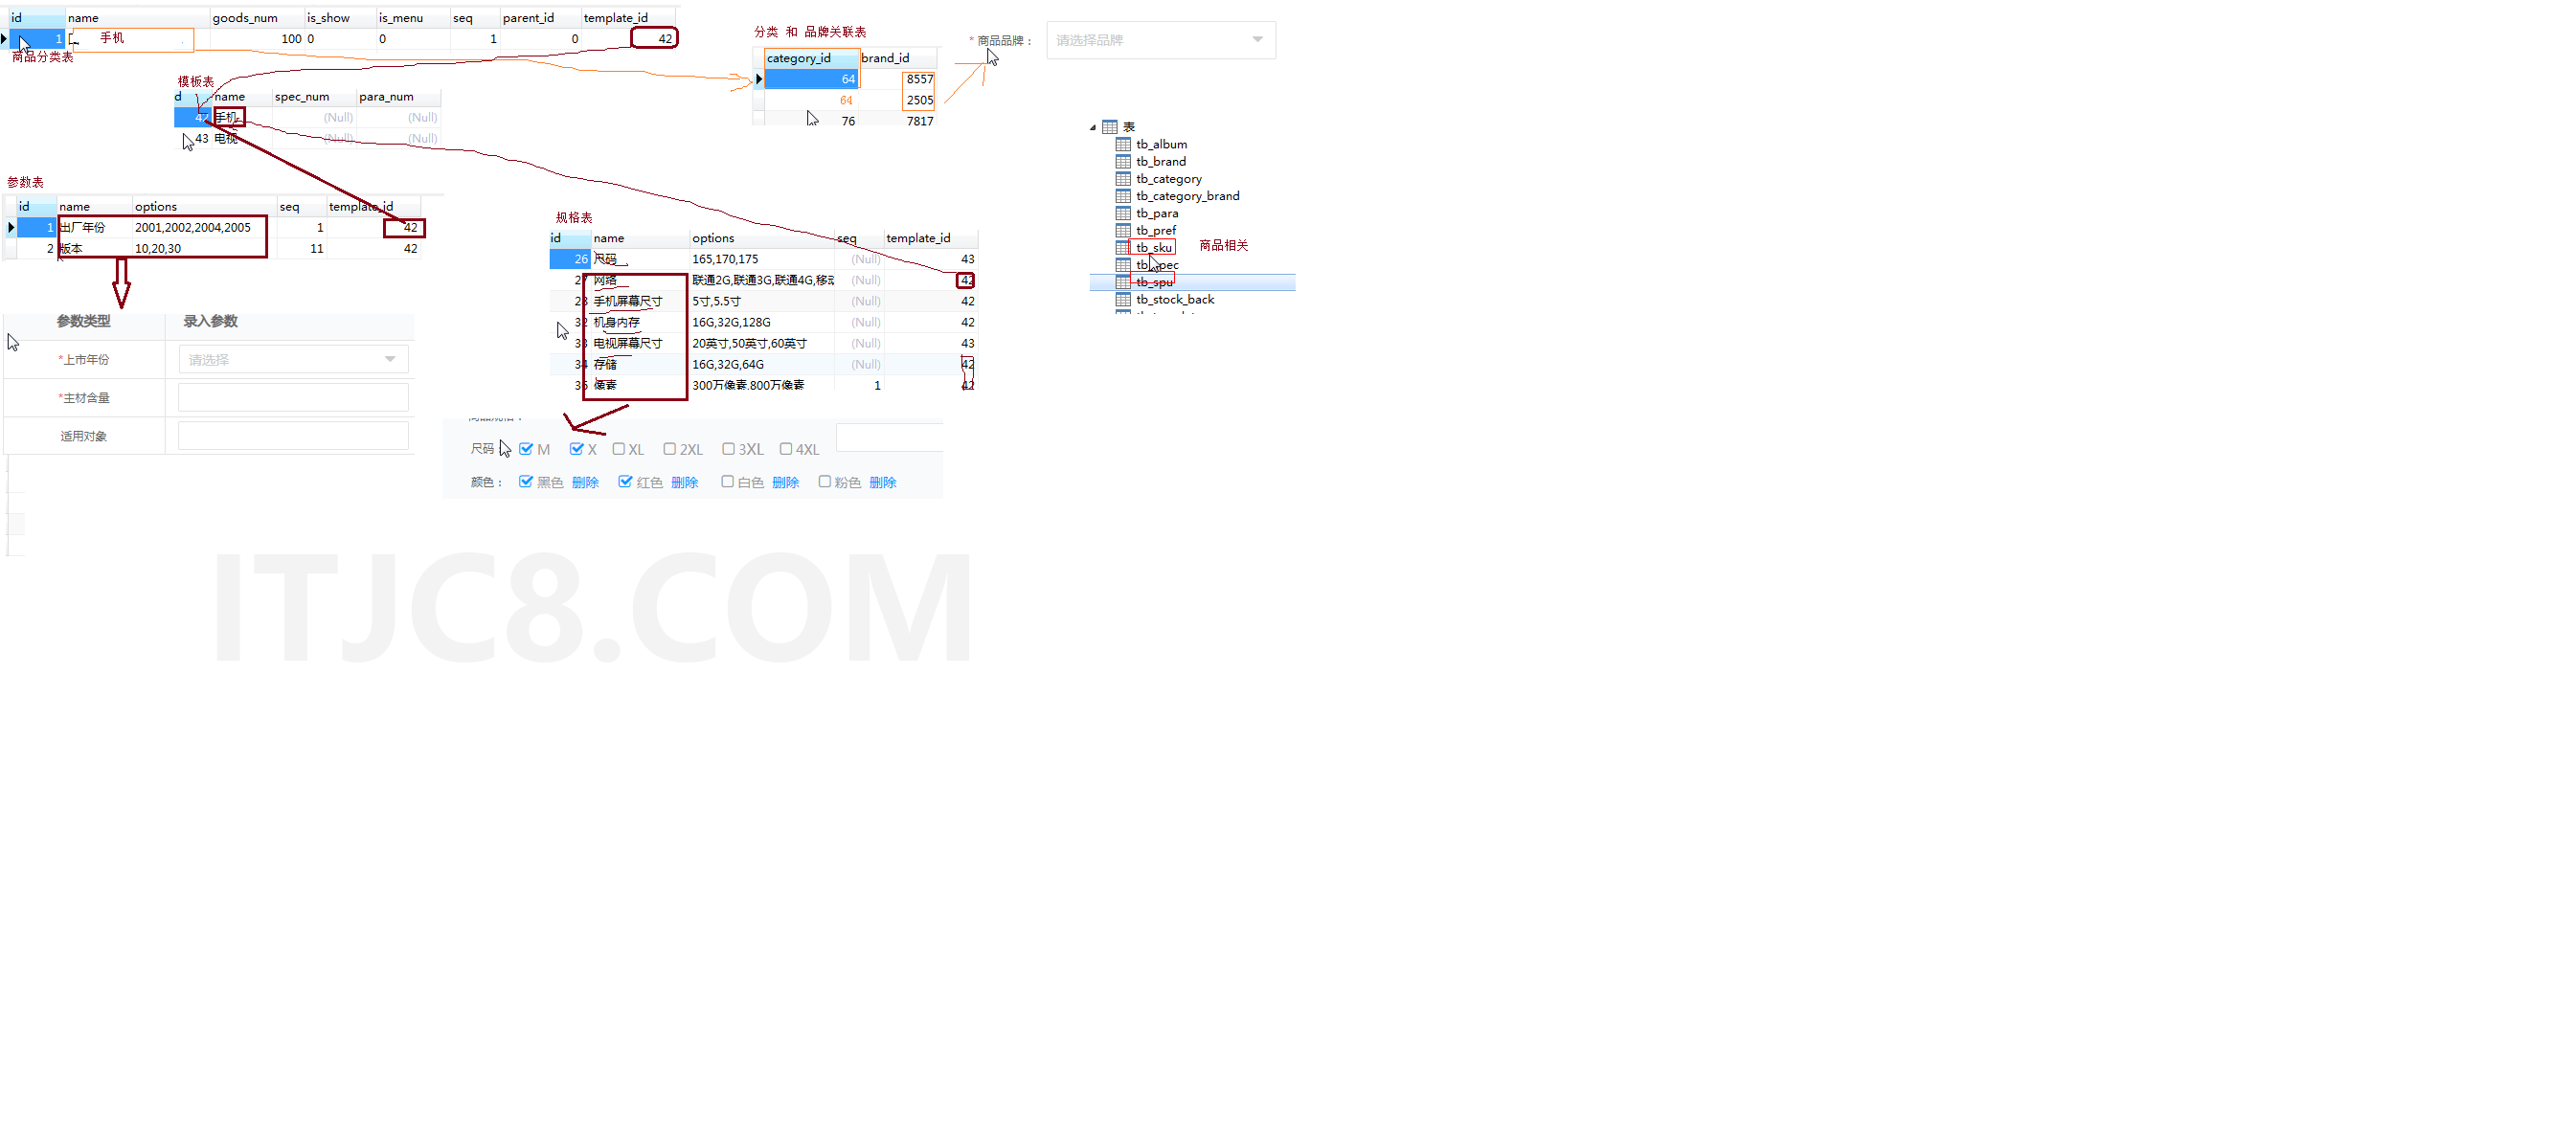 id name goods_num is_show is_menu seq parent_id template_id
1 手机 100 0 0 1 0 42
商品分类表
模板表
d name spec_num para_num
42 手机 (Null) (Null)
43 电视 (Null) (Null)
分类 和 品牌关联表
category_id brand_id
64 8557
64 2505
76 7817
* 商品品牌： 请选择品牌
参数表
id name options seq template_id
1 出厂年份 2001,2002,2004,2005 1 42
2 版本 10,20,30 11 42
规格表
id name options seq template_id
26 尺码 165,170,175 (Null) 43
27 网络 联通2G,联通3G,联通4G,移动 (Null) 42
28 手机屏幕尺寸 5寸,5.5寸 (Null) 42
32 机身内存 16G,32G,128G (Null) 42
33 电视屏幕尺寸 20英寸,50英寸,60英寸 (Null) 43
34 存储 16G,32G,64G (Null) 42
35 像素 300万像素,800万像素 1 42
表
tb_album
tb_brand
tb_category
tb_category_brand
tb_para
tb_pref
tb_sku 商品相关
tb_spec
tb_spu
tb_stock_back
参数类型 录入参数
*上市年份 请选择
*主材含量
适用对象
商品规格：
尺码 M X XL 2XL 3XL 4XL
颜色： 黑色 删除 红色 删除 白色 删除 粉色 删除
ITJC8.COM